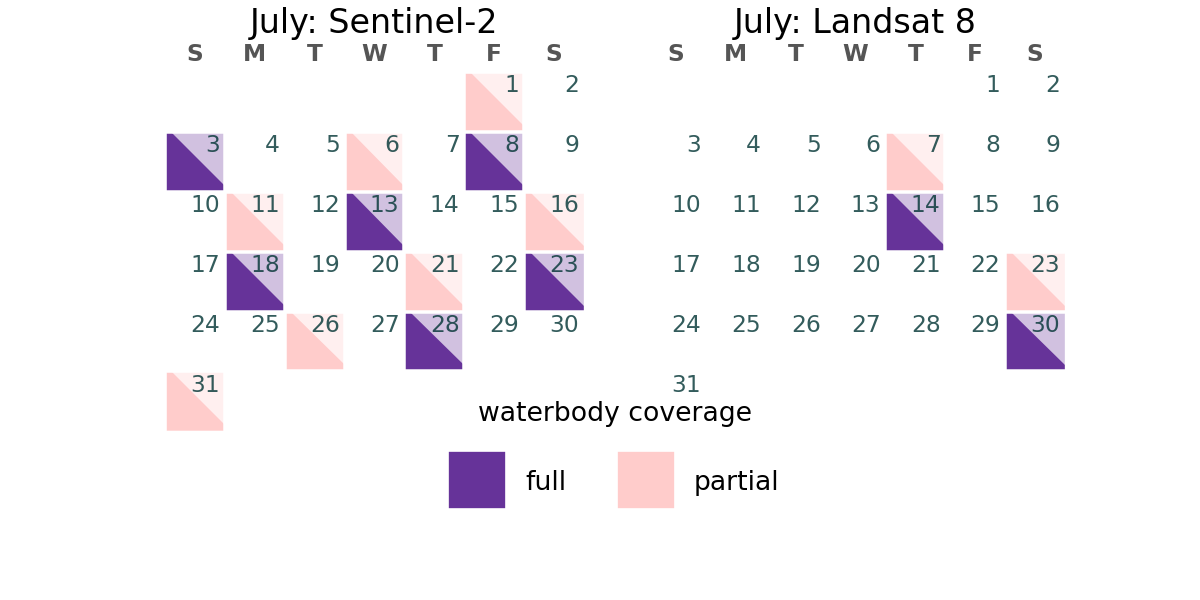 July: Sentinel-2
S M T W T F S
1 2
3 4 5 6 7 8 9
10 11 12 13 14 15 16
17 18 19 20 21 22 23
24 25 26 27 28 29 30
31
July: Landsat 8
S M T W T F S
1 2
3 4 5 6 7 8 9
10 11 12 13 14 15 16
17 18 19 20 21 22 23
24 25 26 27 28 29 30
31
waterbody coverage
full partial